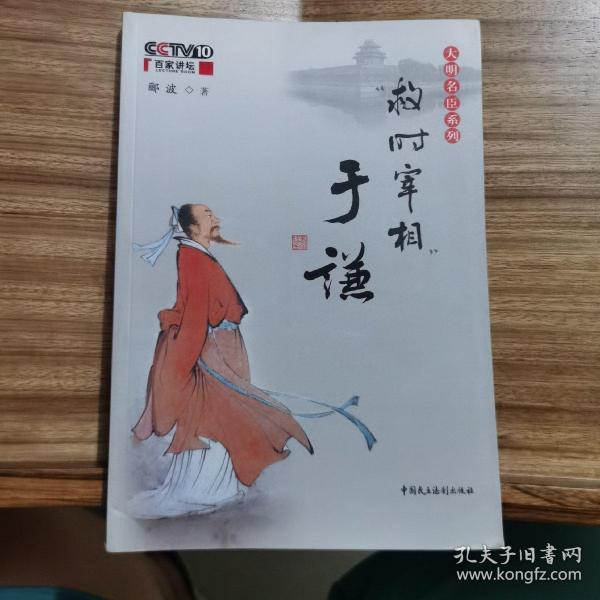 CCTV10
百家讲坛
LECTURE ROOM
郦波◇著
大明名臣系列
“救时宰相”
于谦
中国民主法制出版社
孔夫子旧书网
www.kongfz.com